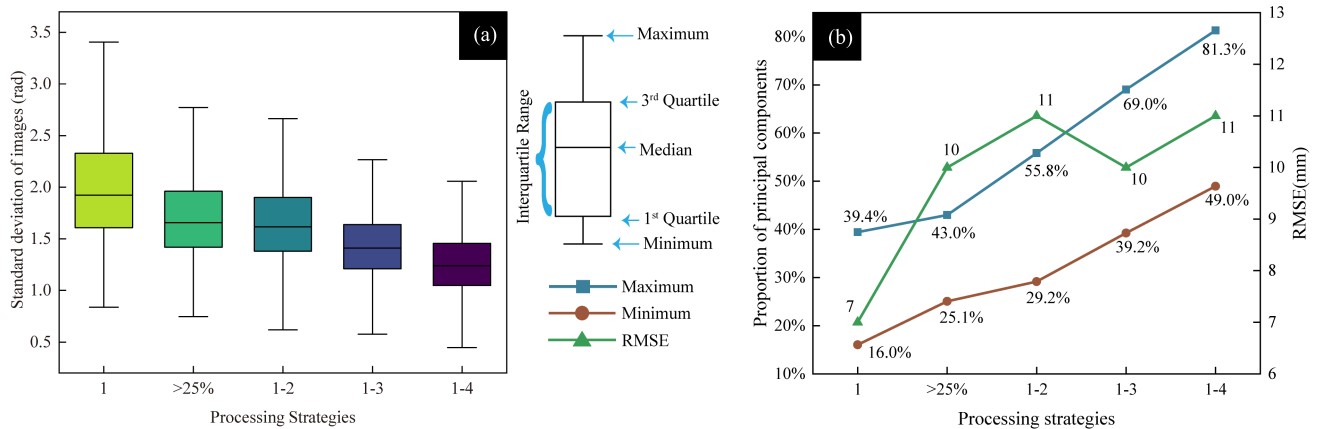 (a)
Standard deviation of images (rad)
3.5
3.0
2.5
2.0
1.5
1.0
0.5
1 >25% 1-2 1-3 1-4
Processing Strategies
Maximum
3rd Quartile
Median
1st Quartile
Minimum
Interquartile Range
Maximum
Minimum
RMSE
(b)
Proportion of principal components
80%
70%
60%
50%
40%
30%
20%
10%
39.4%
43.0%
55.8%
69.0%
81.3%
7
10
11
10
11
16.0%
25.1%
29.2%
39.2%
49.0%
13
12
11
10
9
8
7
6
RMSE(mm)
1 >25% 1-2 1-3 1-4
Processing strategies